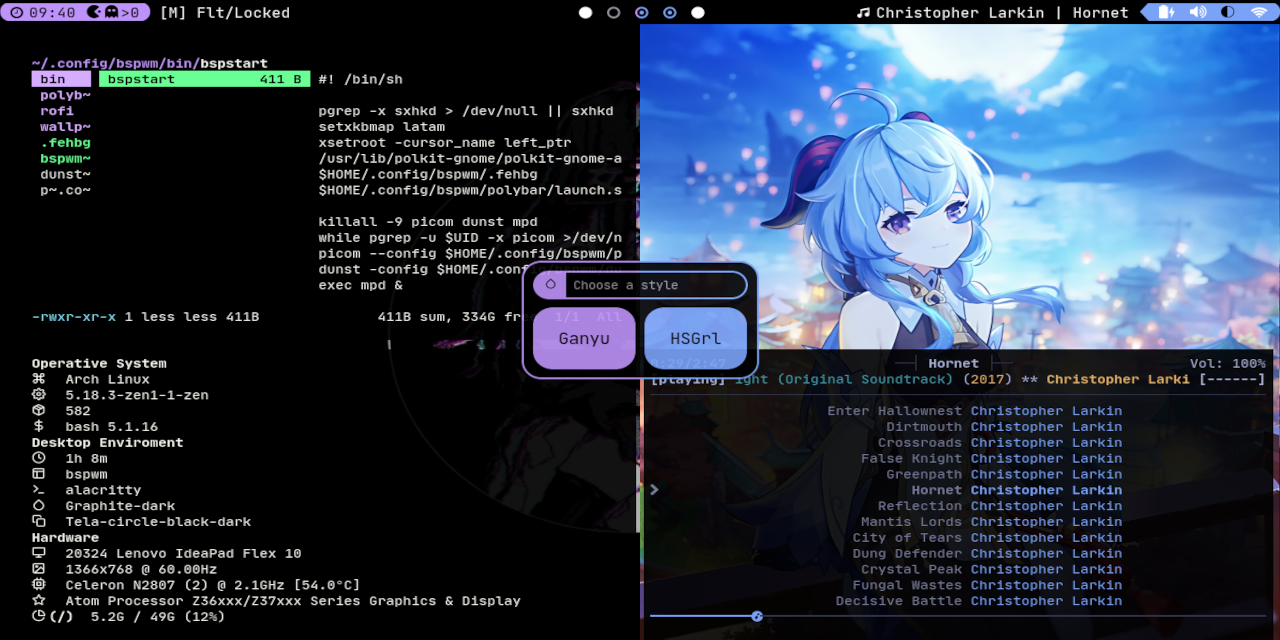 09:40 >0 [M] Flt/Locked
Christopher Larkin | Hornet
~/.config/bspwm/bin/bspstart
bin bspstart 411 B #! /bin/sh
polyb~
rofi pgrep -x sxhkd > /dev/null || sxhkd
wallp~ setxkbmap latam
.fehbg xsetroot -cursor_name left_ptr
bspwm~ /usr/lib/polkit-gnome/polkit-gnome-a
dunst~ $HOME/.config/bspwm/.fehbg
p~.co~ $HOME/.config/bspwm/polybar/launch.s
killall -9 picom dunst mpd
while pgrep -u $UID -x picom >/dev/n
picom --config $HOME/.config/bspwm/p
dunst -config $HOME/.conf
exec mpd &
-rwxr-xr-x 1 less less 411B 411B sum, 334G fre 1/1 All
Choose a style
Ganyu HSGrl
Operative System
Arch Linux
5.18.3-zen1-1-zen
582
$ bash 5.1.16
Desktop Enviroment
1h 8m
bspwm
>_ alacritty
Graphite-dark
Tela-circle-black-dark
Hardware
20324 Lenovo IdeaPad Flex 10
1366x768 @ 60.00Hz
Celeron N2807 (2) @ 2.1GHz [54.0°C]
Atom Processor Z36xxx/Z37xxx Series Graphics & Display
(/) 5.2G / 49G (12%)
0:29/2:47 Hornet Vol: 100%
[playing] ight (Original Soundtrack) (2017) ** Christopher Larki [------]
Enter Hallownest Christopher Larkin
Dirtmouth Christopher Larkin
Crossroads Christopher Larkin
False Knight Christopher Larkin
Greenpath Christopher Larkin
Hornet Christopher Larkin
Reflection Christopher Larkin
Mantis Lords Christopher Larkin
City of Tears Christopher Larkin
Dung Defender Christopher Larkin
Crystal Peak Christopher Larkin
Fungal Wastes Christopher Larkin
Decisive Battle Christopher Larkin